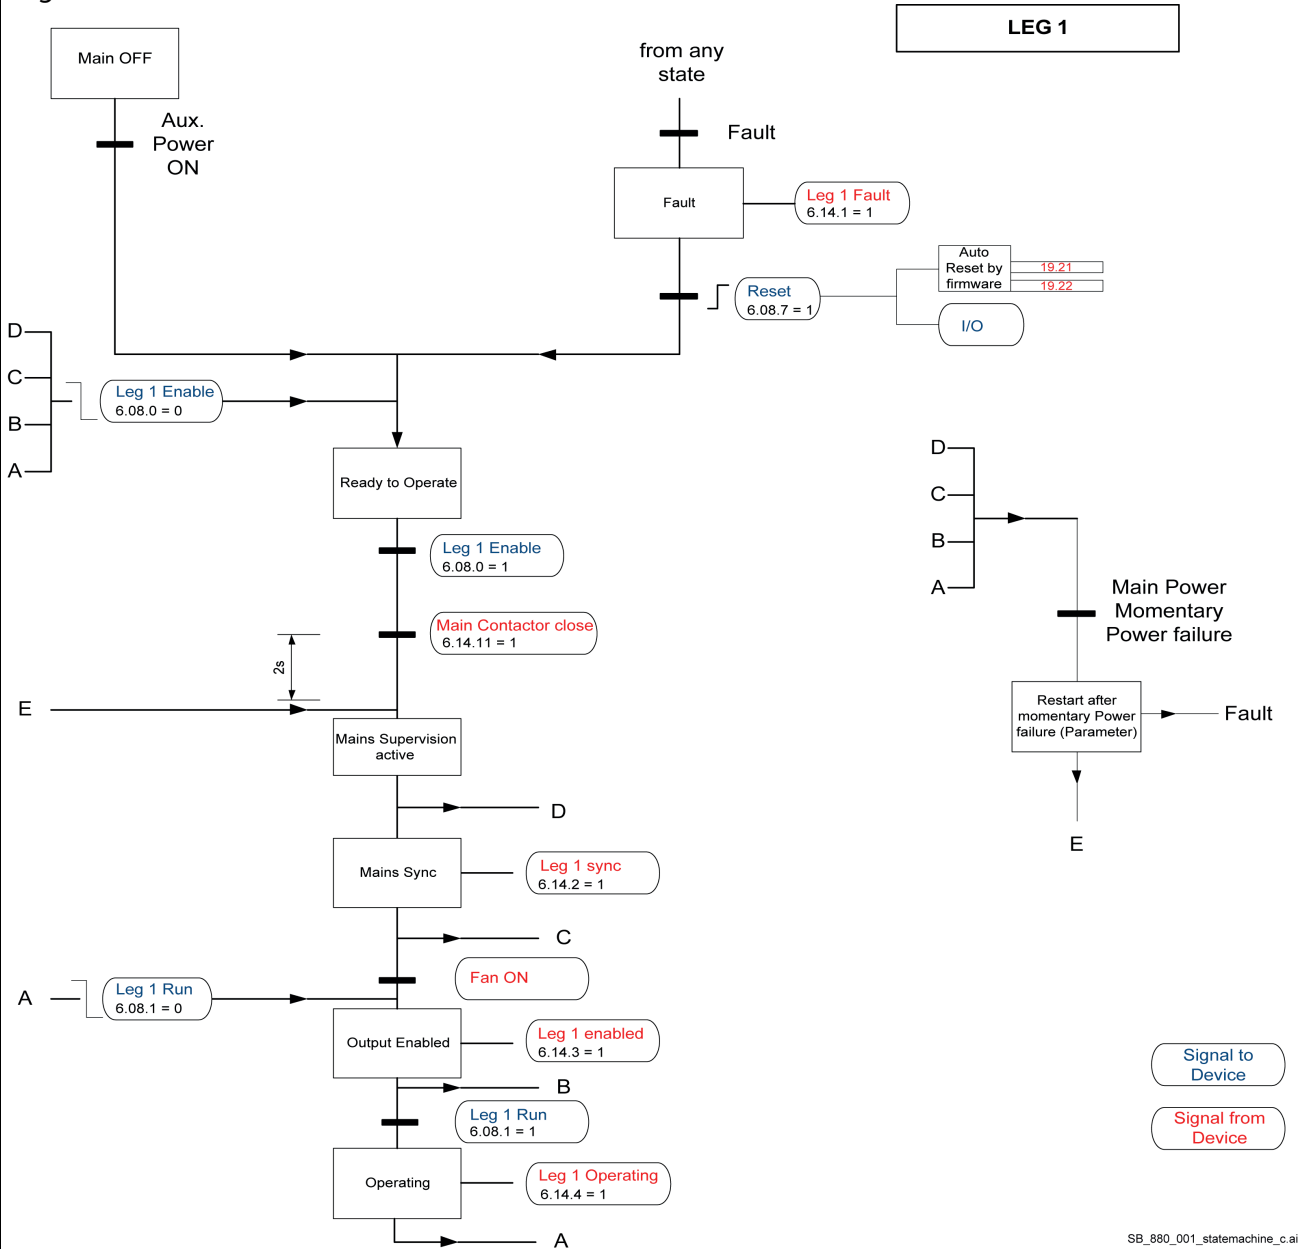 LEG 1
Main OFF
Aux.
Power
ON
from any
state
Fault
Fault
Leg 1 Fault
6.14.1 = 1
Reset
6.08.7 = 1
Auto
Reset by
firmware
19.21
19.22
I/O
D
C
B
A
Leg 1 Enable
6.08.0 = 0
Ready to Operate
Leg 1 Enable
6.08.0 = 1
Main Contactor close
6.14.11 = 1
2s
E
Mains Supervision
active
D
Mains Sync
Leg 1 sync
6.14.2 = 1
C
Fan ON
A
Leg 1 Run
6.08.1 = 0
Output Enabled
Leg 1 enabled
6.14.3 = 1
B
Leg 1 Run
6.08.1 = 1
Operating
Leg 1 Operating
6.14.4 = 1
A
D
C
B
A
Main Power
Momentary
Power failure
Restart after
momentary Power
failure (Parameter)
Fault
E
Signal to
Device
Signal from
Device
SB_880_001_statemachine_c.ai